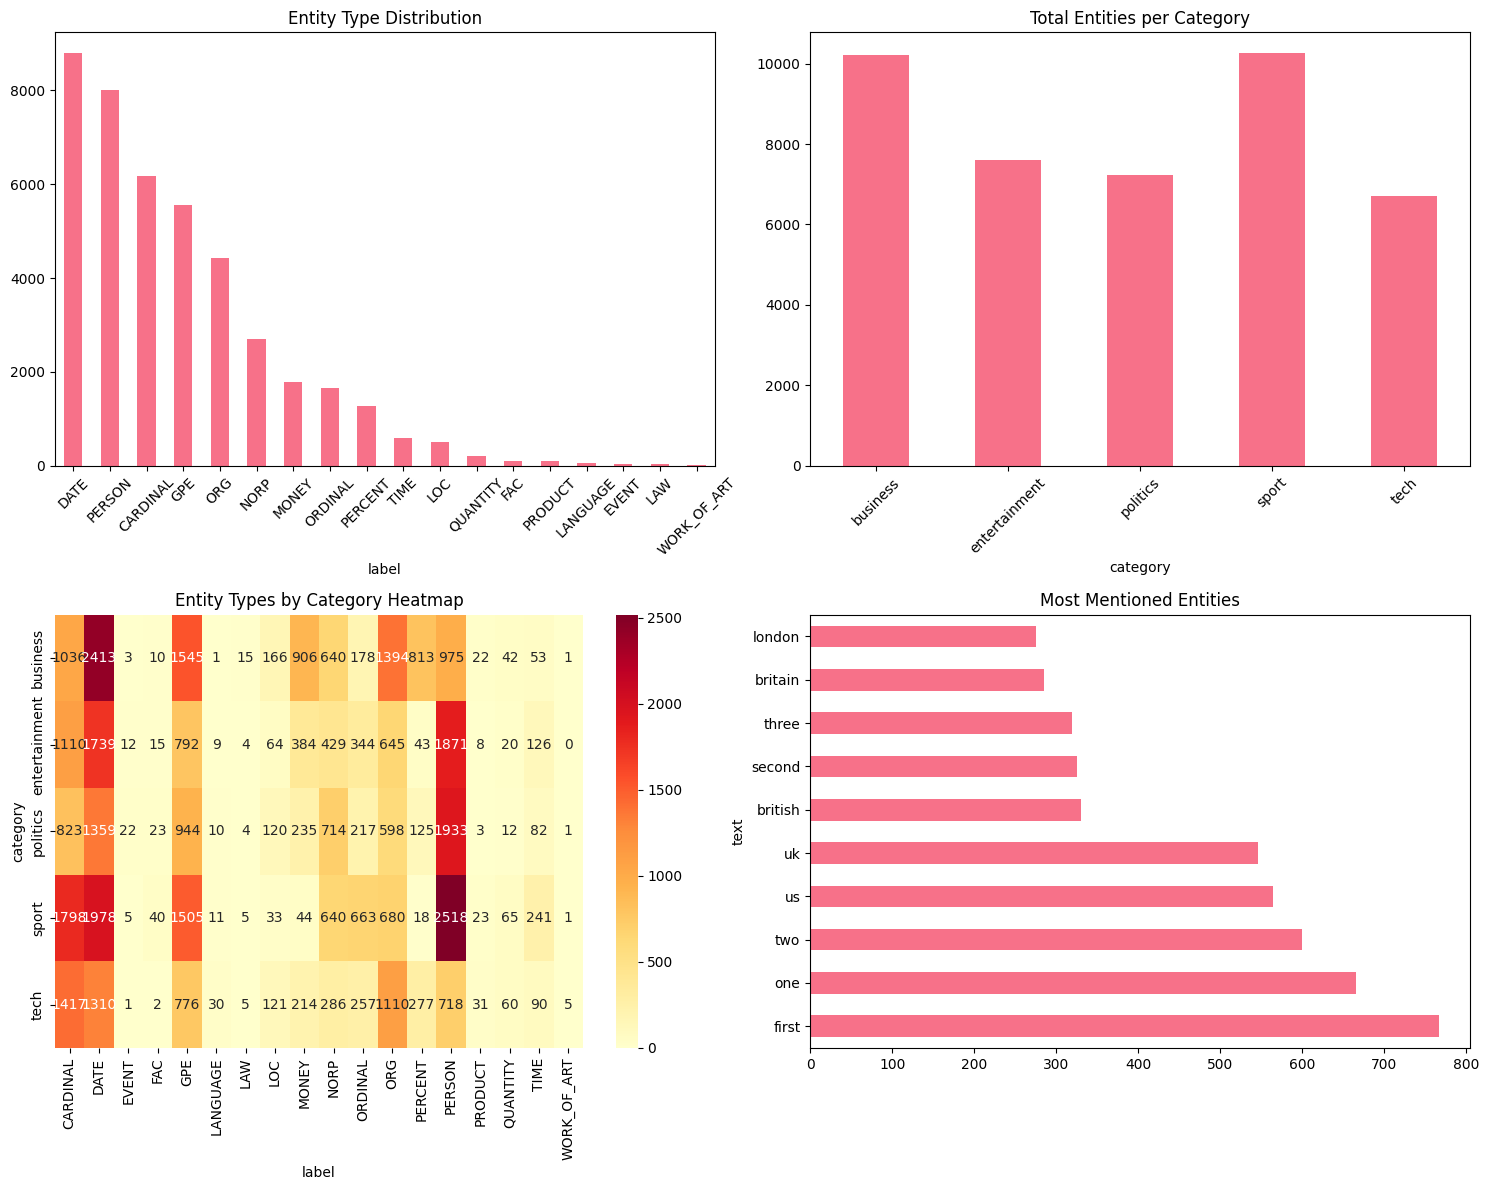 Entity Type Distribution
8000
6000
4000
2000
0
DATE
PERSON
CARDINAL
GPE
ORG
NORP
MONEY
ORDINAL
PERCENT
TIME
LOC
QUANTITY
FAC
PRODUCT
LANGUAGE
EVENT
LAW
WORK_OF_ART
label
Total Entities per Category
10000
8000
6000
4000
2000
0
business
entertainment
politics
sport
tech
category
Entity Types by Category Heatmap
category
business 1036 2413 3 10 1545 1 15 166 906 640 178 1394 813 975 22 42 53 1
entertainment 1110 1739 12 15 792 9 4 64 384 429 344 645 43 1871 8 20 126 0
politics 823 1359 22 23 944 10 4 120 235 714 217 598 125 1933 3 12 82 1
sport 1798 1978 5 40 1505 11 5 33 44 640 663 680 18 2518 23 65 241 1
tech 1417 1310 1 2 776 30 5 121 214 286 257 1110 277 718 31 60 90 5
CARDINAL
DATE
EVENT
FAC
GPE
LANGUAGE
LAW
LOC
MONEY
NORP
ORDINAL
ORG
PERCENT
PERSON
PRODUCT
QUANTITY
TIME
WORK_OF_ART
label
2500
2000
1500
1000
500
0
Most Mentioned Entities
text
london
britain
three
second
british
uk
us
two
one
first
0 100 200 300 400 500 600 700 800